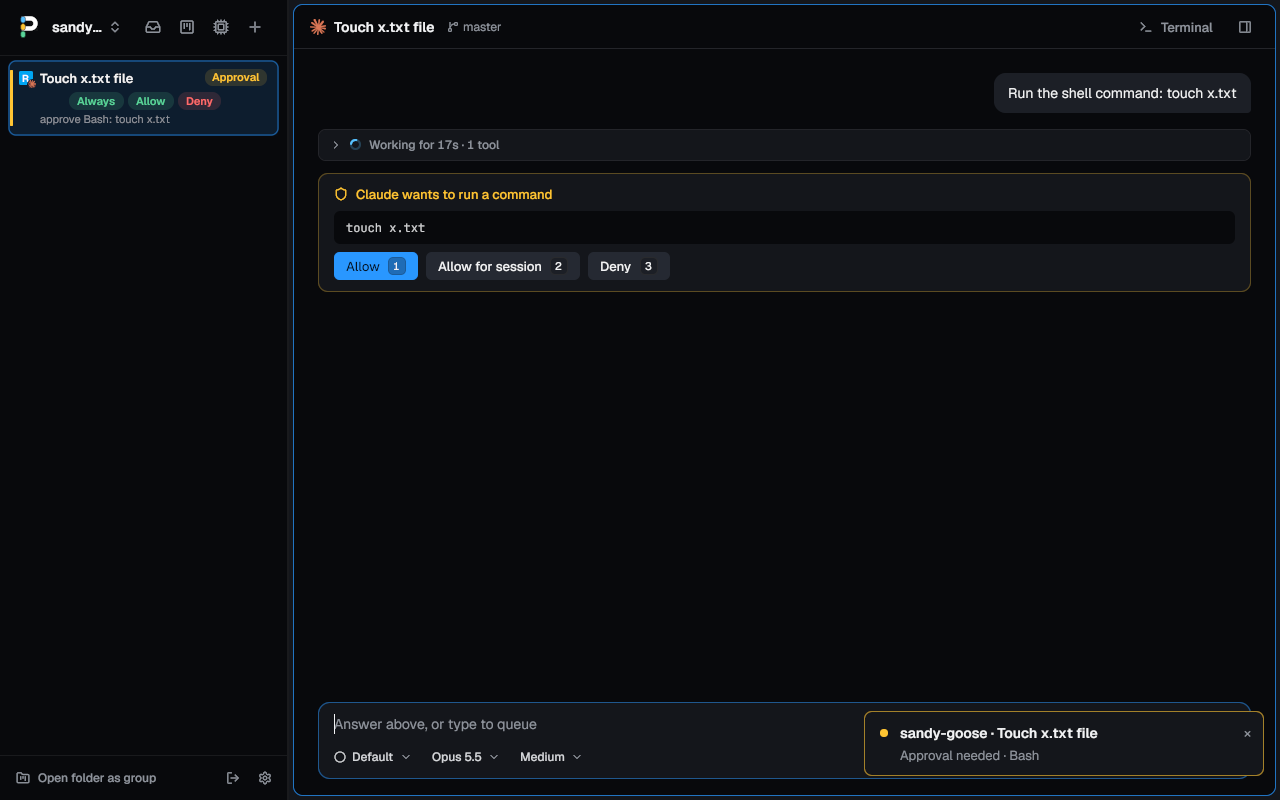 sandy...
Touch x.txt file
Approval
Always
Allow
Deny
approve Bash: touch x.txt
Open folder as group
Touch x.txt file
master
Terminal
Run the shell command: touch x.txt
Working for 17s · 1 tool
Claude wants to run a command
touch x.txt
Allow 1
Allow for session 2
Deny 3
Answer above, or type to queue
Default
Opus 5.5
Medium
sandy-goose · Touch x.txt file
Approval needed · Bash